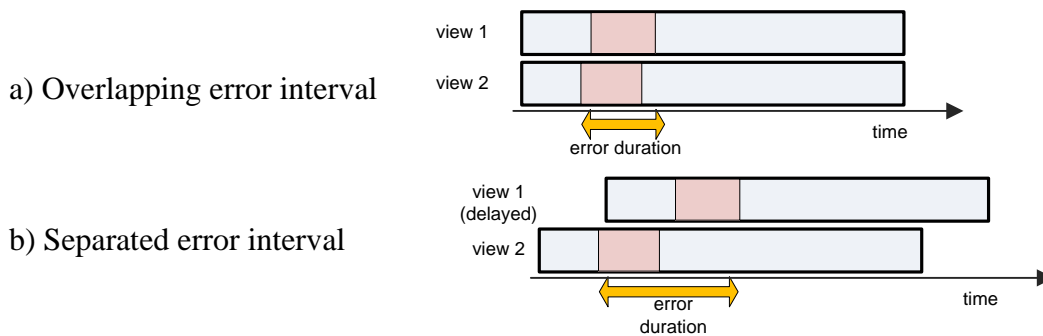 view 1
a) Overlapping error interval
view 2
time
error duration
view 1
(delayed)
b) Separated error interval
view 2
time
error
duration